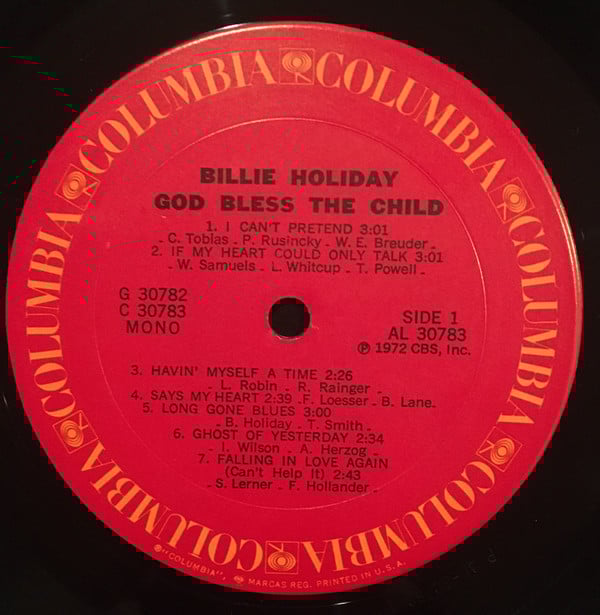 COLUMBIA COLUMBIA COLUMBIA COLUMBIA COLUMBIA COLUMBIA COLUMBIA COLUMBIA
BILLIE HOLIDAY
GOD BLESS THE CHILD
1. I CAN'T PRETEND 3:01
- C. Tobias - P. Rusincky - W. E. Breuder -
2. IF MY HEART COULD ONLY TALK 3:01
- W. Samuels - L. Whitcup - T. Powell -
G 30782
C 30783
MONO
SIDE 1
AL 30783
Ⓟ 1972 CBS, Inc.
3. HAVIN' MYSELF A TIME 2:26
- L. Robin - R. Rainger -
4. SAYS MY HEART 2:39 - F. Loesser - B. Lane -
5. LONG GONE BLUES 3:00
- B. Holiday - T. Smith -
6. GHOST OF YESTERDAY 2:34
- I. Wilson - A. Herzog -
7. FALLING IN LOVE AGAIN
(Can't Help It) 2:43
- S. Lerner - F. Hollander -
® "COLUMBIA", MARCAS REG. PRINTED IN U.S.A.